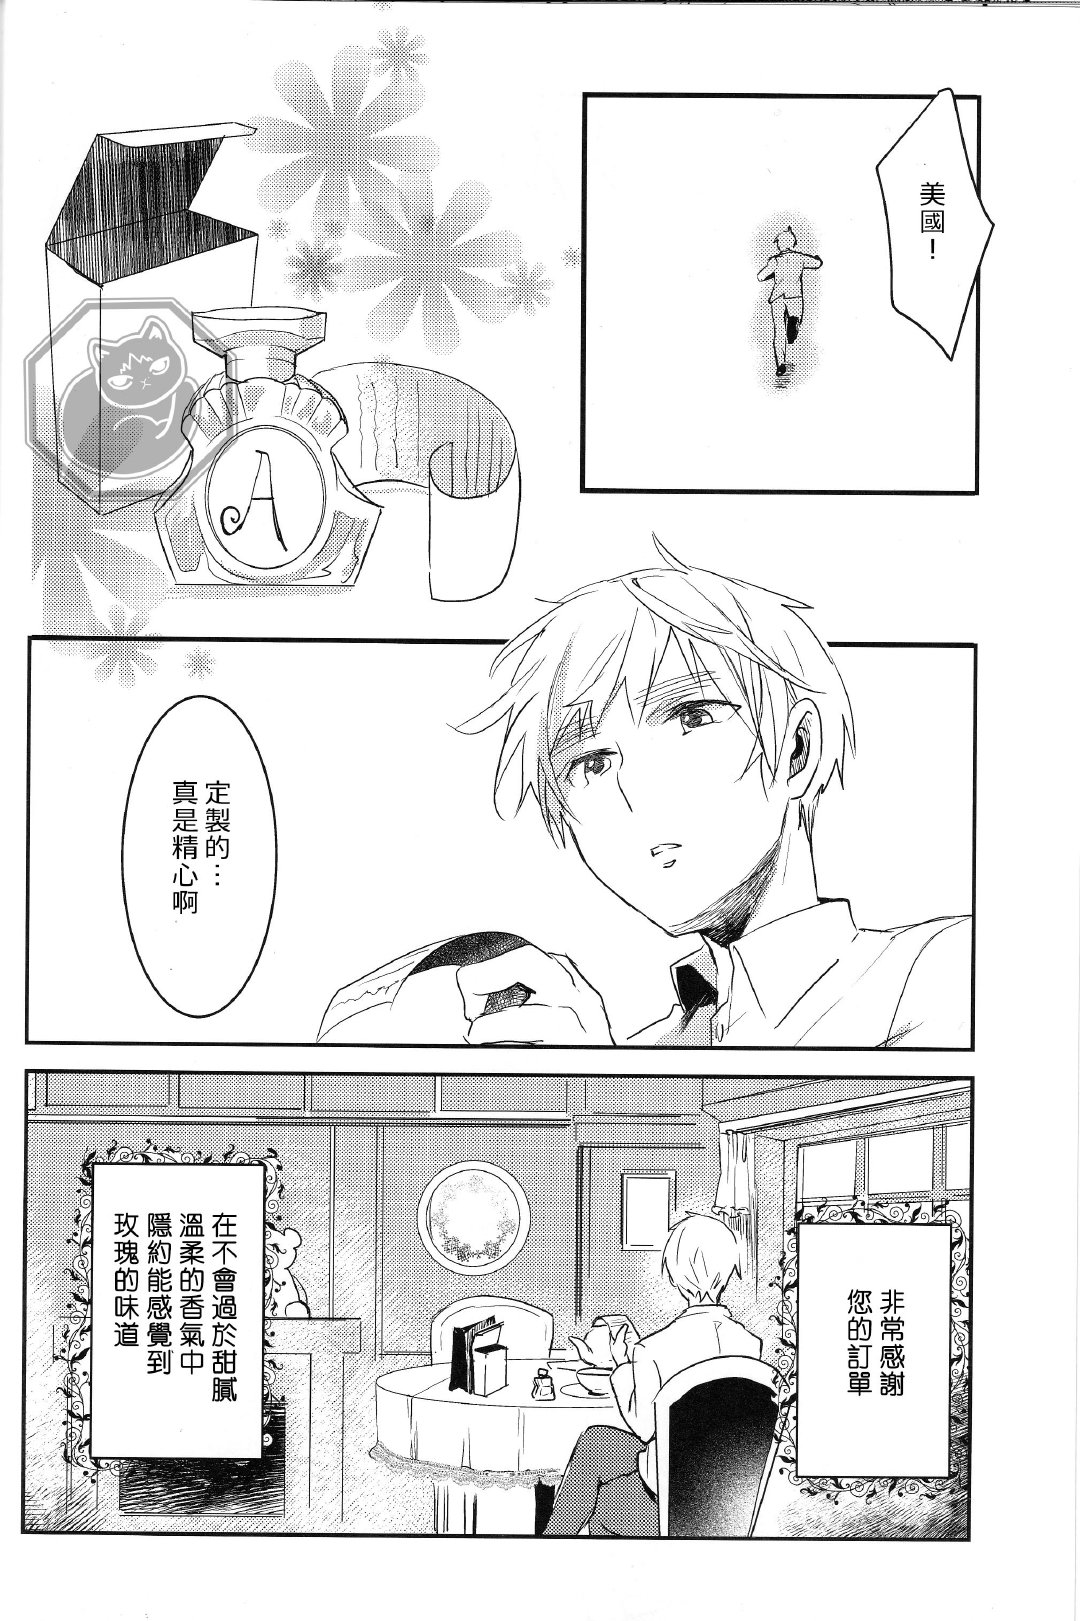 美國！
A
定製的…
真是精心啊
非常感謝
您的訂單
在不會過於甜膩
溫柔的香氣中
隱約能感覺到
玫瑰的味道